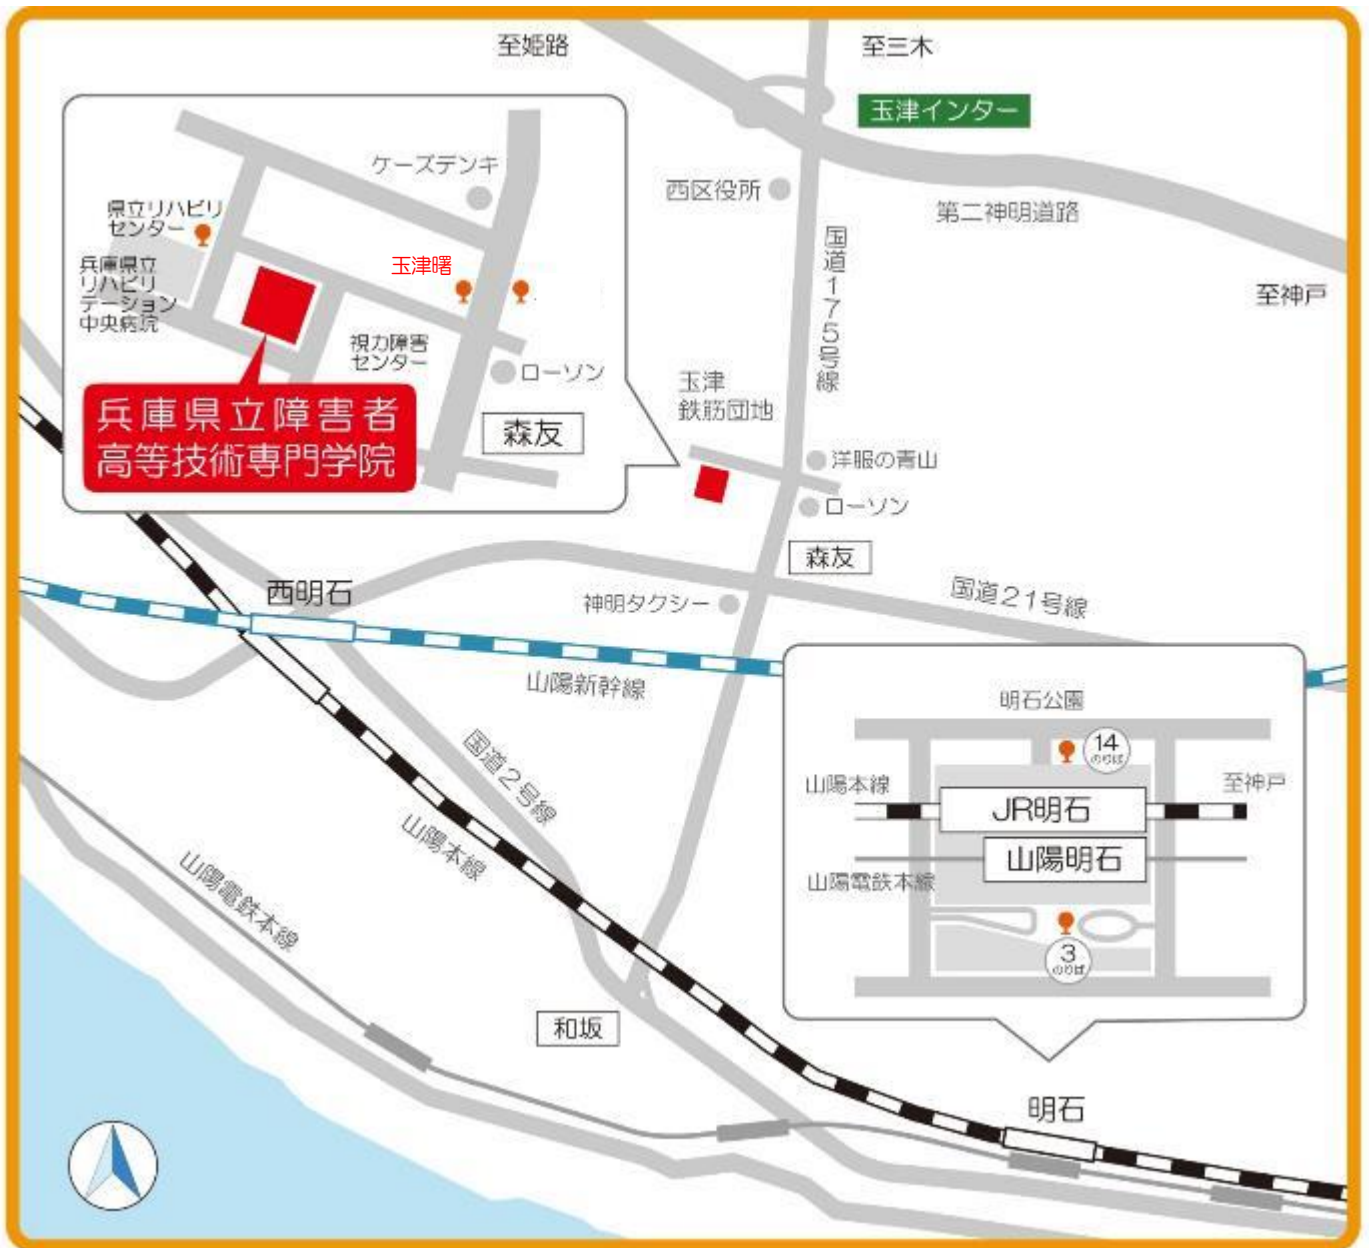 至姫路
至三木
玉津インター
西区役所
第二神明道路
国道175号線
至神戸
ケーズデンキ
県立リハビリ
センター
兵庫県立
リハビリ
テーション
中央病院
玉津曙
視力障害
センター
ローソン
兵庫県立障害者
高等技術専門学院
森友
玉津
鉄筋団地
洋服の青山
ローソン
森友
西明石
神明タクシー
国道21号線
山陽新幹線
国道2号線
山陽本線
山陽電鉄本線
和坂
明石公園
14
のりば
山陽本線
至神戸
JR明石
山陽明石
山陽電鉄本線
3
のりば
明石